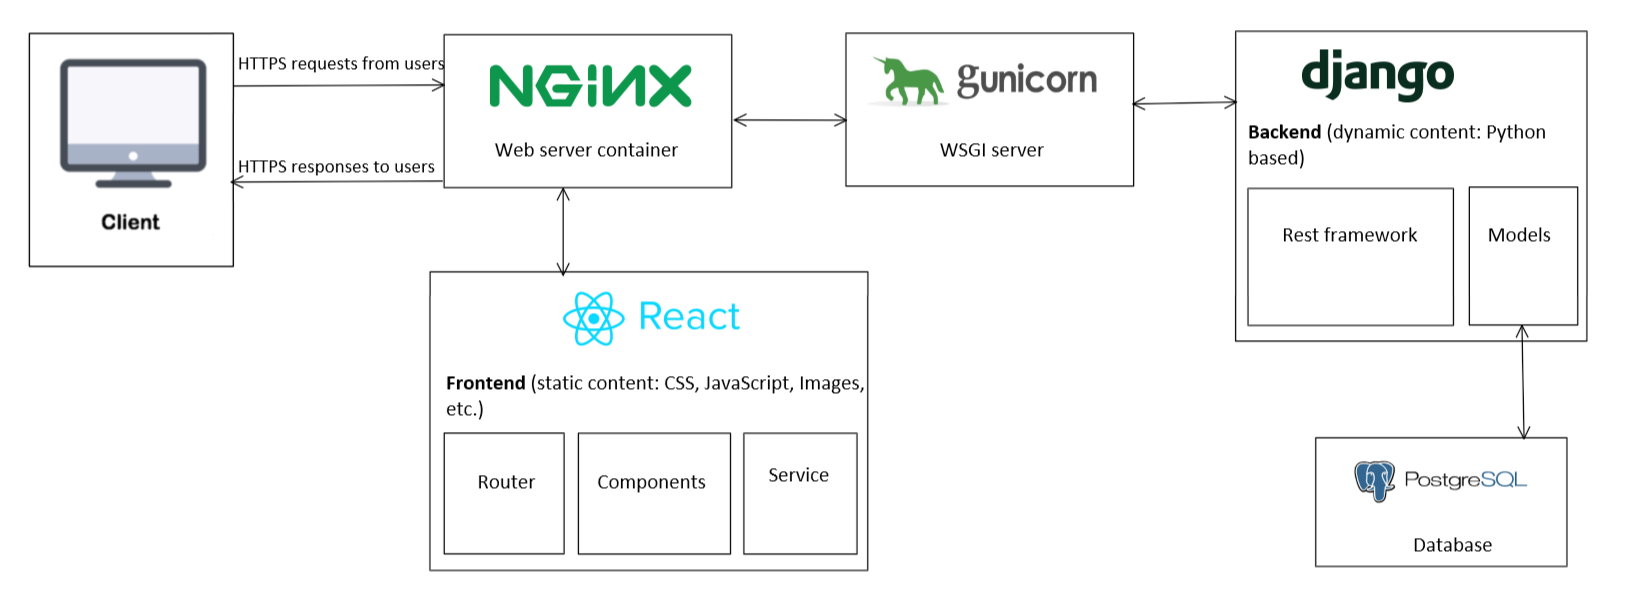 HTTPS requests from users
HTTPS responses to users
Client
NGINX
Web server container
gunicorn
WSGI server
django
Backend (dynamic content: Python
based)
Rest framework
Models
React
Frontend (static content: CSS, JavaScript, Images,
etc.)
Router
Components
Service
PostgreSQL
Database